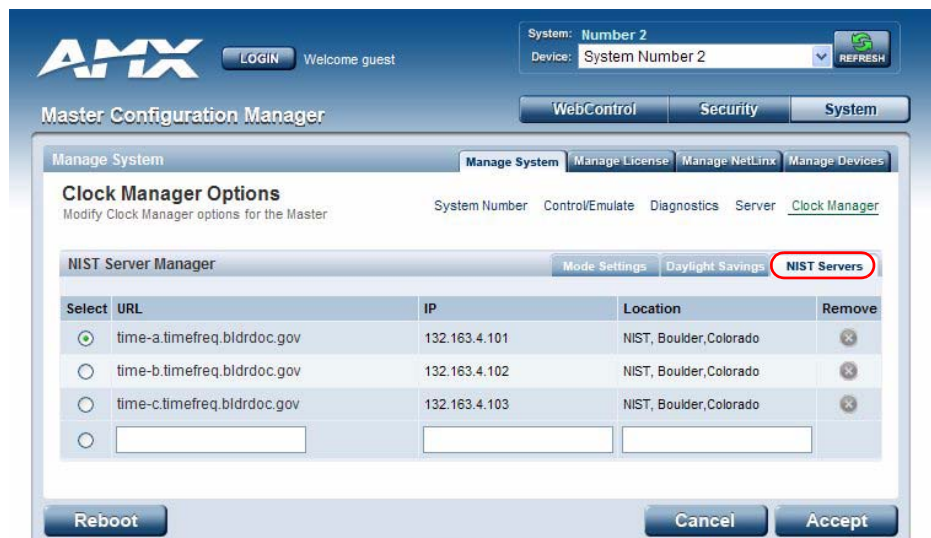 AMX LOGIN Welcome guest
System: Number 2
Device: System Number 2
REFRESH
Master Configuration Manager
WebControl Security System
Manage System
Manage System Manage License Manage NetLinx Manage Devices
Clock Manager Options
Modify Clock Manager options for the Master
System Number Control/Emulate Diagnostics Server Clock Manager
NIST Server Manager
Mode Settings Daylight Savings NIST Servers
Select URL IP Location Remove
time-a.timefreq.bldrdoc.gov 132.163.4.101 NIST, Boulder,Colorado
time-b.timefreq.bldrdoc.gov 132.163.4.102 NIST, Boulder,Colorado
time-c.timefreq.bldrdoc.gov 132.163.4.103 NIST, Boulder,Colorado
Reboot Cancel Accept